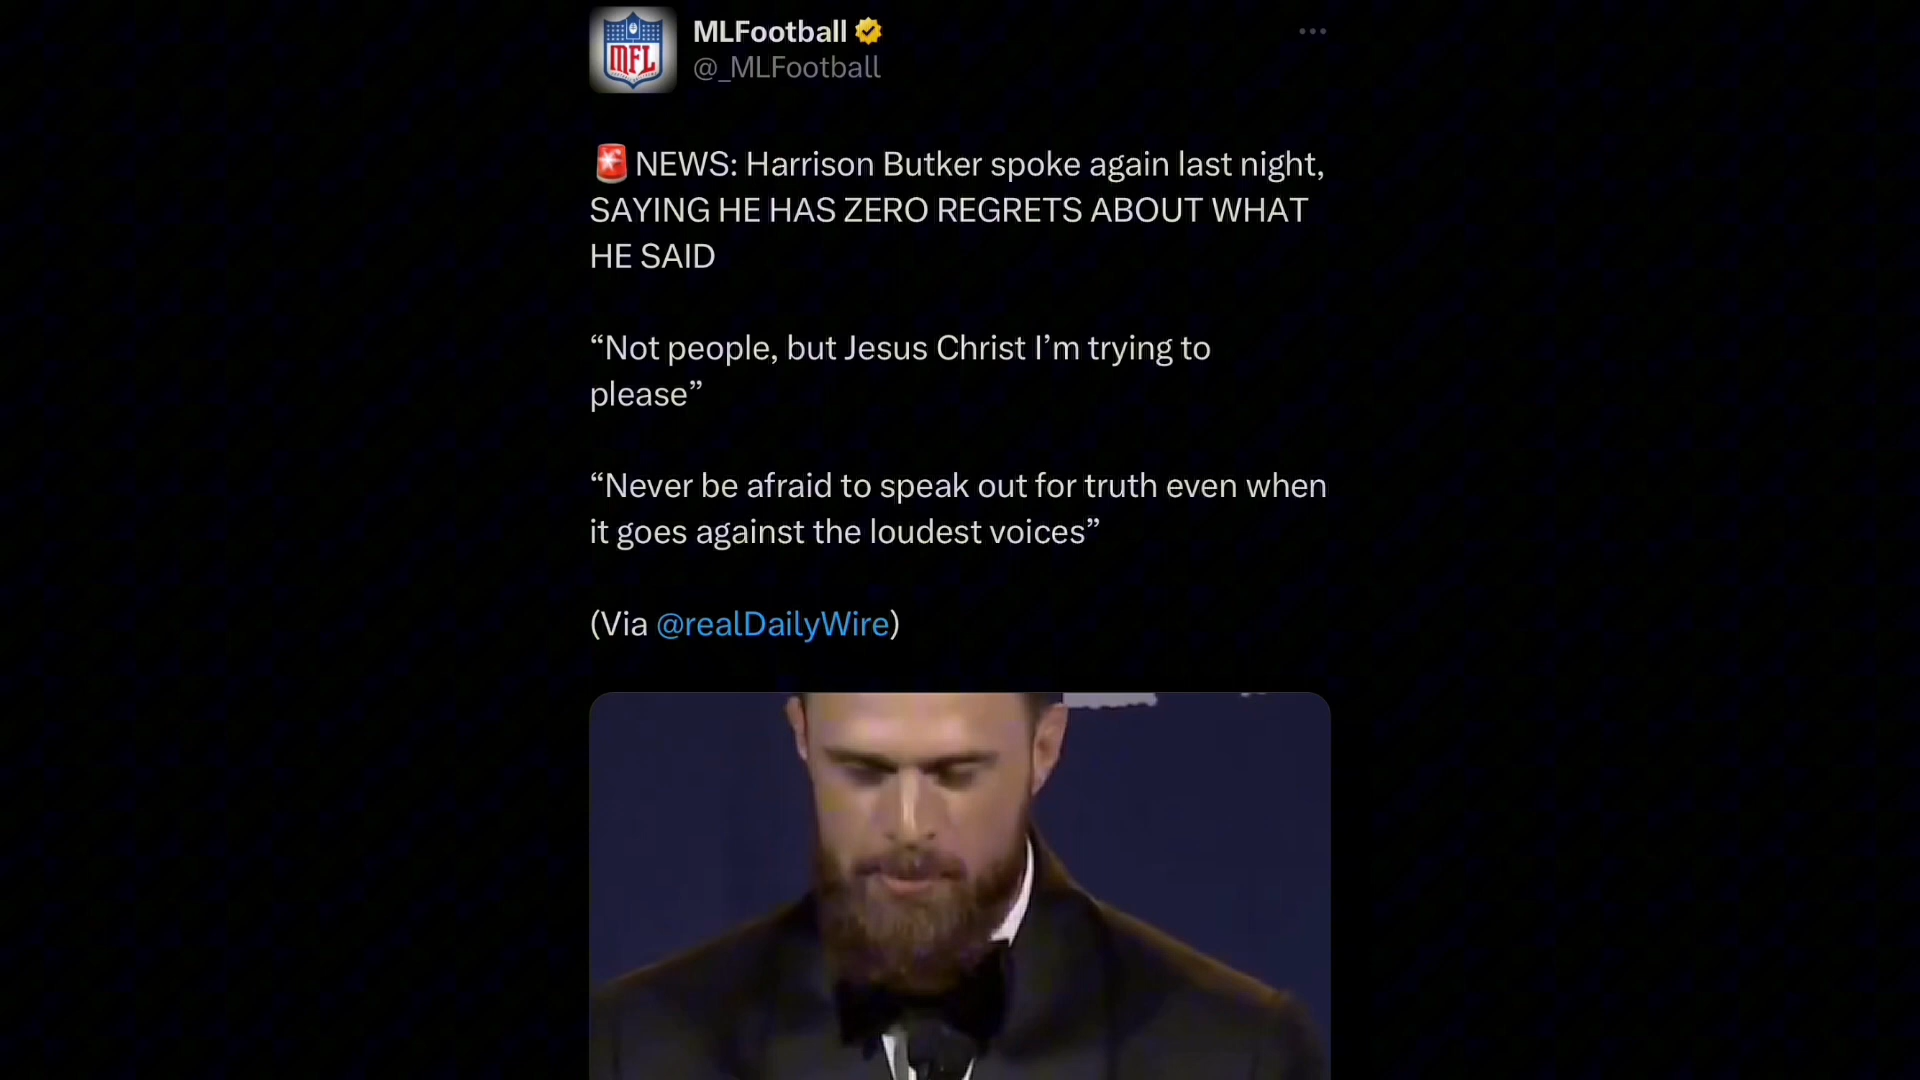 MFL
MLFootball
@_MLFootball
NEWS: Harrison Butker spoke again last night,
SAYING HE HAS ZERO REGRETS ABOUT WHAT
HE SAID
“Not people, but Jesus Christ I’m trying to
please”
“Never be afraid to speak out for truth even when
it goes against the loudest voices”
(Via @realDailyWire)